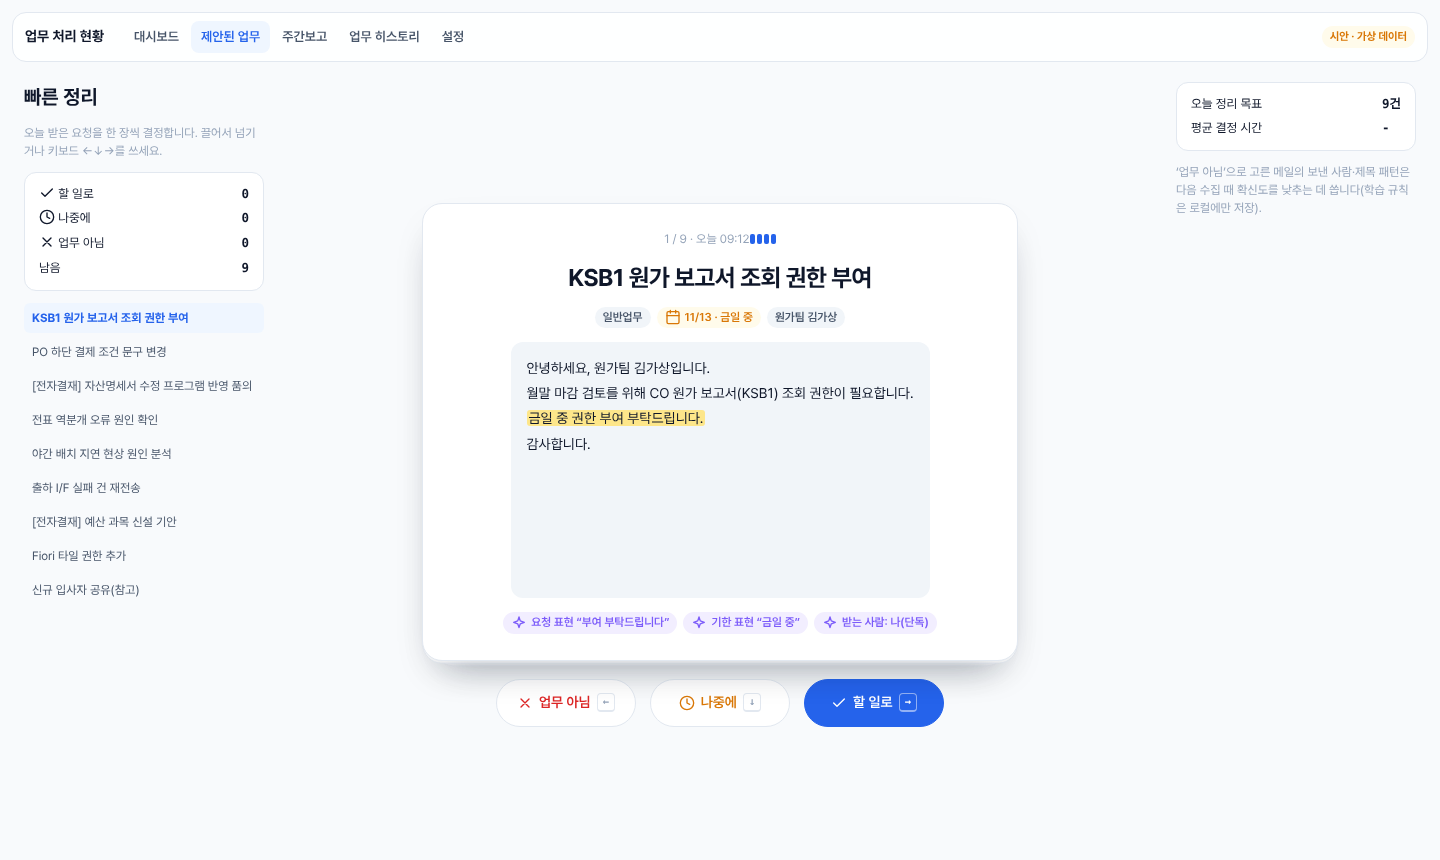 업무 처리 현황
대시보드
제안된 업무
주간보고
업무 히스토리
설정
시안 · 가상 데이터
빠른 정리
오늘 받은 요청을 한 장씩 결정합니다. 끌어서 넘기
거나 키보드 ←↓→를 쓰세요.
할 일로 0
나중에 0
업무 아님 0
남음 9
KSB1 원가 보고서 조회 권한 부여
PO 하단 결제 조건 문구 변경
[전자결재] 자산명세서 수정 프로그램 반영 품의
전표 역분개 오류 원인 확인
야간 배치 지연 현상 원인 분석
출하 I/F 실패 건 재전송
[전자결재] 예산 과목 신설 기안
Fiori 타일 권한 추가
신규 입사자 공유(참고)
1 / 9 · 오늘 09:12
KSB1 원가 보고서 조회 권한 부여
일반업무
11/13 · 금일 중
원가팀 김가상
안녕하세요, 원가팀 김가상입니다.
월말 마감 검토를 위해 CO 원가 보고서(KSB1) 조회 권한이 필요합니다.
금일 중 권한 부여 부탁드립니다.
감사합니다.
요청 표현 “부여 부탁드립니다”
기한 표현 “금일 중”
받는 사람: 나(단독)
업무 아님 ←
나중에 ↓
할 일로 →
오늘 정리 목표 9건
평균 결정 시간 -
‘업무 아님’으로 고른 메일의 보낸 사람·제목 패턴은
다음 수집 때 확신도를 낮추는 데 씁니다(학습 규칙
은 로컬에만 저장).